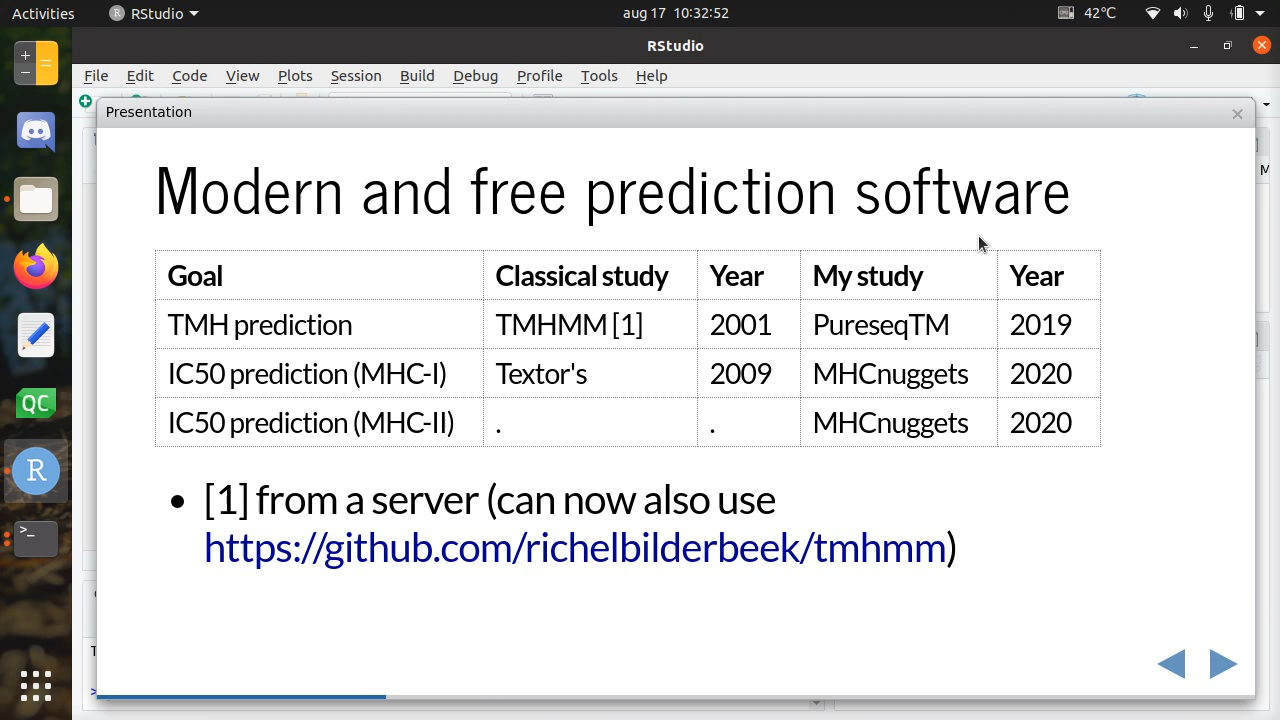 Activities RStudio aug 17 10:32:52 42°C
RStudio
File Edit Code View Plots Session Build Debug Profile Tools Help
Presentation
Modern and free prediction software
Goal Classical study Year My study Year
TMH prediction TMHMM [1] 2001 PureseqTM 2019
IC50 prediction (MHC-I) Textor's 2009 MHCnuggets 2020
IC50 prediction (MHC-II) . . MHCnuggets 2020
• [1] from a server (can now also use
https://github.com/richelbilderbeek/tmhmm)
QC
R
>_